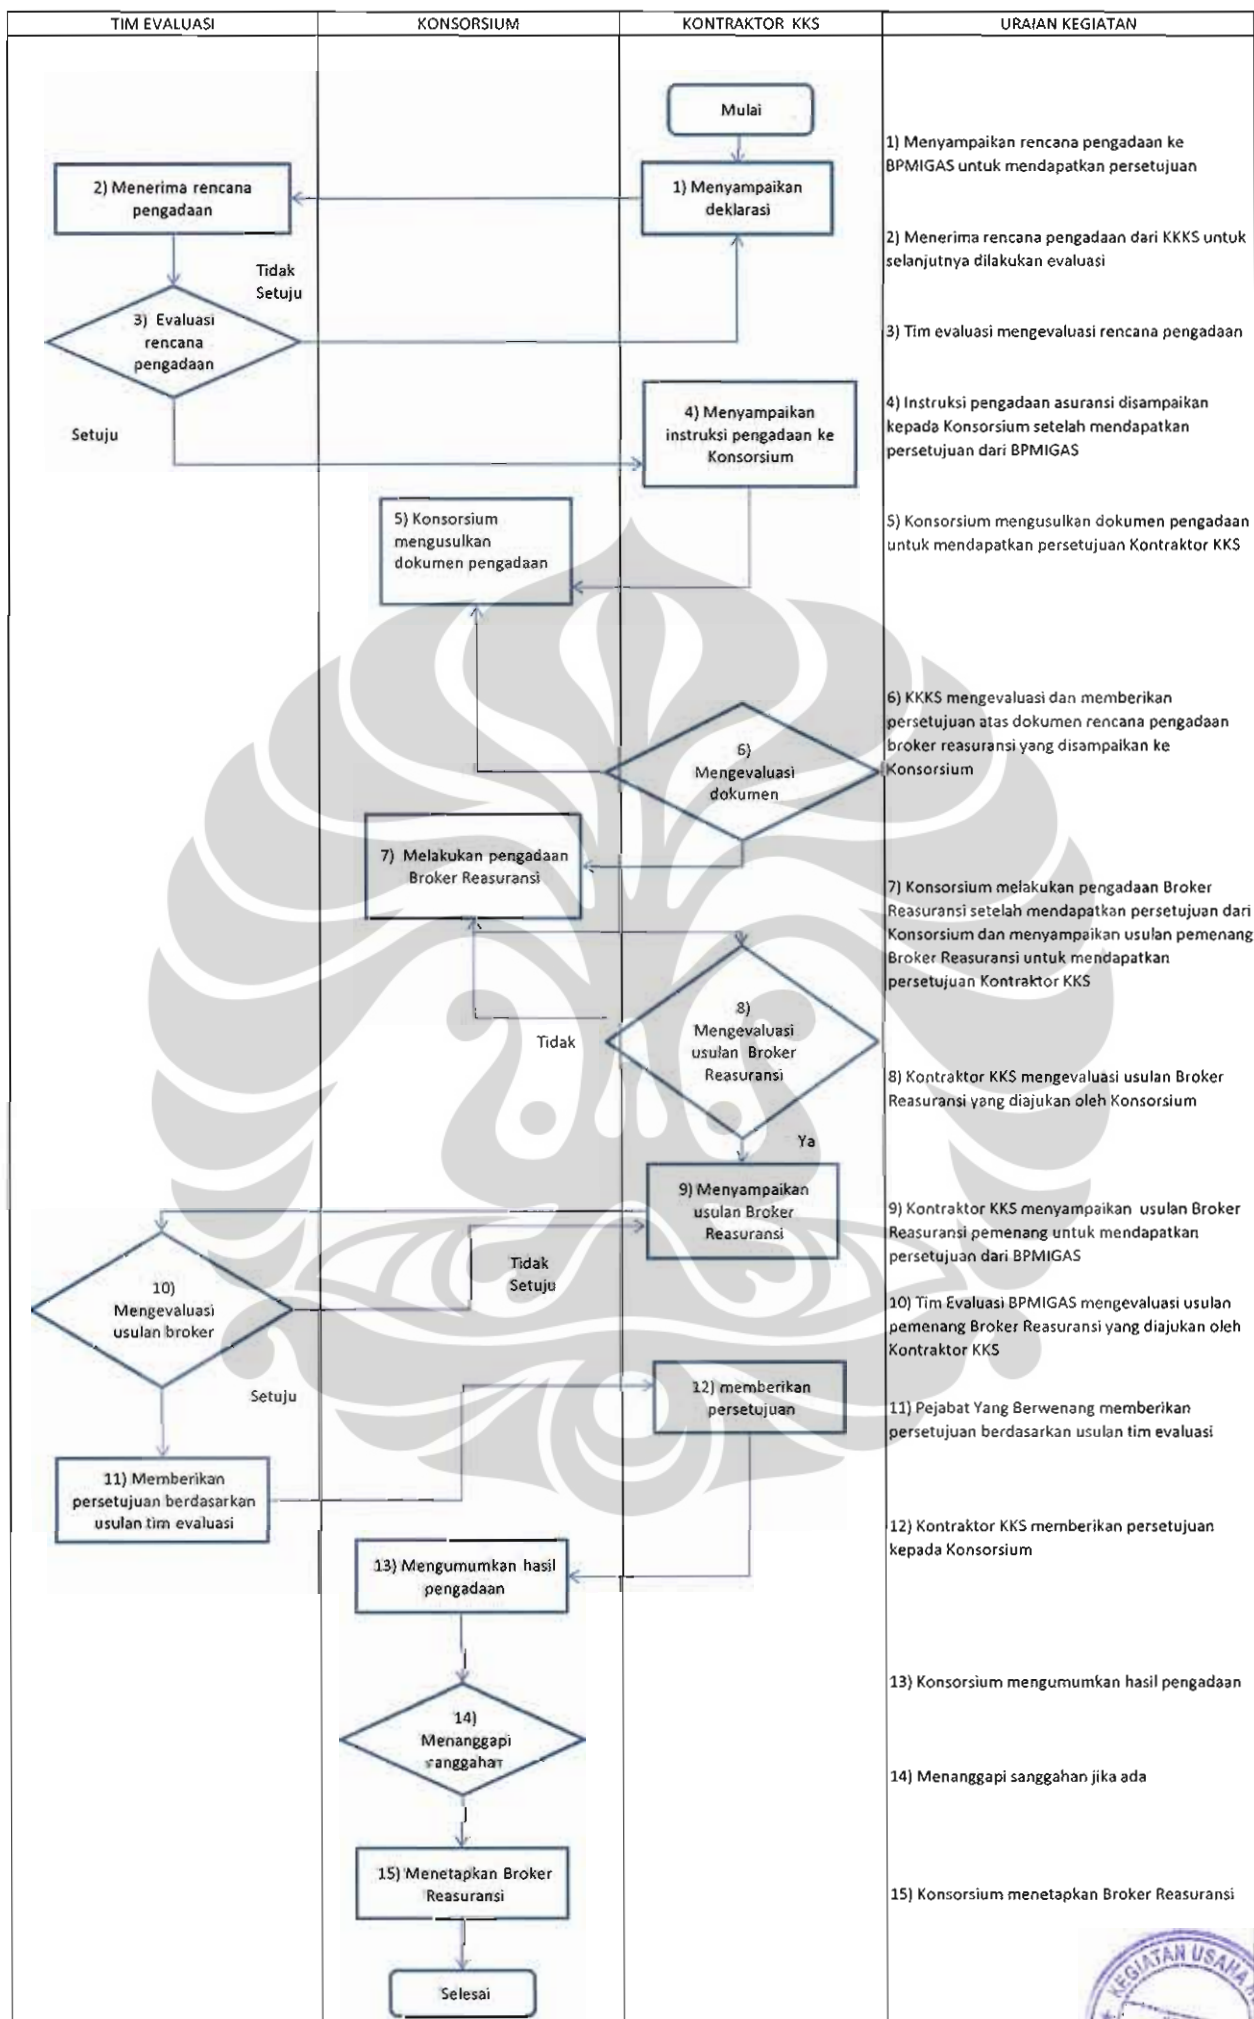 TIM EVALUASI
KONSORSIUM
KONTRAKTOR KKS
URAIAN KEGIATAN
Mulai
1) Menyampaikan
deklarasi
2) Menerima rencana
pengadaan
Tidak
Setuju
3) Evaluasi
rencana
pengadaan
Setuju
4) Menyampaikan
instruksi pengadaan ke
Konsorsium
5) Konsorsium
mengusulkan
dokumen pengadaan
6)
Mengevaluasi
dokumen
7) Melakukan pengadaan
Broker Reasuransi
8)
Mengevaluasi
usulan Broker
Reasuransi
Tidak
Ya
9) Menyampaikan
usulan Broker
Reasuransi
Tidak
Setuju
10)
Mengevaluasi
usulan broker
Setuju
11) Memberikan
persetujuan berdasarkan
usulan tim evaluasi
12) memberikan
persetujuan
13) Mengumumkan hasil
pengadaan
14)
Menanggapi
sanggahan
15) Menetapkan Broker
Reasuransi
Selesai
1) Menyampaikan rencana pengadaan ke
BPMIGAS untuk mendapatkan persetujuan
2) Menerima rencana pengadaan dari KKKS untuk
selanjutnya dilakukan evaluasi
3) Tim evaluasi mengevaluasi rencana pengadaan
4) Instruksi pengadaan asuransi disampaikan
kepada Konsorsium setelah mendapatkan
persetujuan dari BPMIGAS
5) Konsorsium mengusulkan dokumen pengadaan
untuk mendapatkan persetujuan Kontraktor KKS
6) KKKS mengevaluasi dan memberikan
persetujuan atas dokumen rencana pengadaan
broker reasuransi yang disampaikan ke
Konsorsium
7) Konsorsium melakukan pengadaan Broker
Reasuransi setelah mendapatkan persetujuan dari
Konsorsium dan menyampaikan usulan pemenang
Broker Reasuransi untuk mendapatkan
persetujuan Kontraktor KKS
8) Kontraktor KKS mengevaluasi usulan Broker
Reasuransi yang diajukan oleh Konsorsium
9) Kontraktor KKS menyampaikan usulan Broker
Reasuransi pemenang untuk mendapatkan
persetujuan dari BPMIGAS
10) Tim Evaluasi BPMIGAS mengevaluasi usulan
pemenang Broker Reasuransi yang diajukan oleh
Kontraktor KKS
11) Pejabat Yang Berwenang memberikan
persetujuan berdasarkan usulan tim evaluasi
12) Kontraktor KKS memberikan persetujuan
kepada Konsorsium
13) Konsorsium mengumumkan hasil pengadaan
14) Menanggapi sanggahan jika ada
15) Konsorsium menetapkan Broker Reasuransi
KEGIATAN USAHA